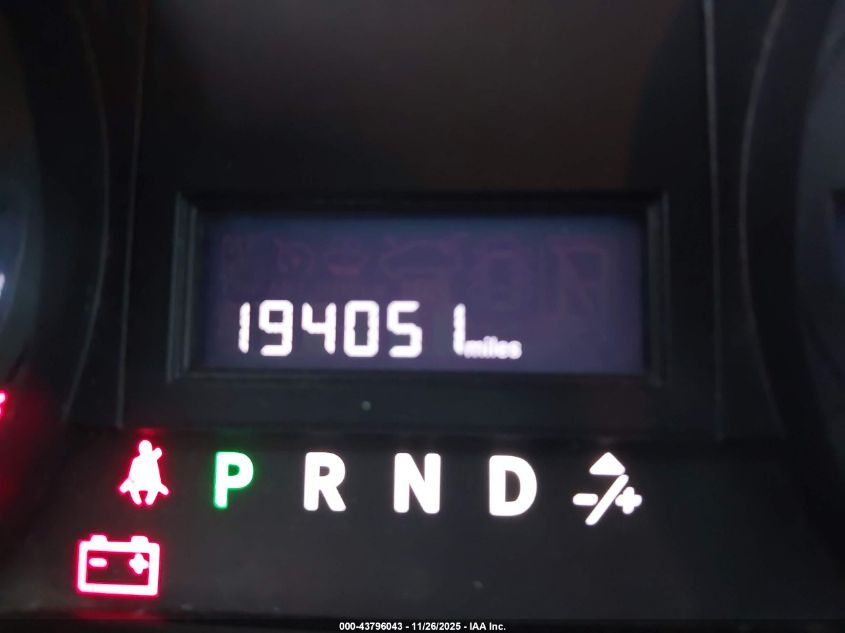 194051 miles
P R N D -/+
000-43796043 - 11/26/2025 - IAA Inc.